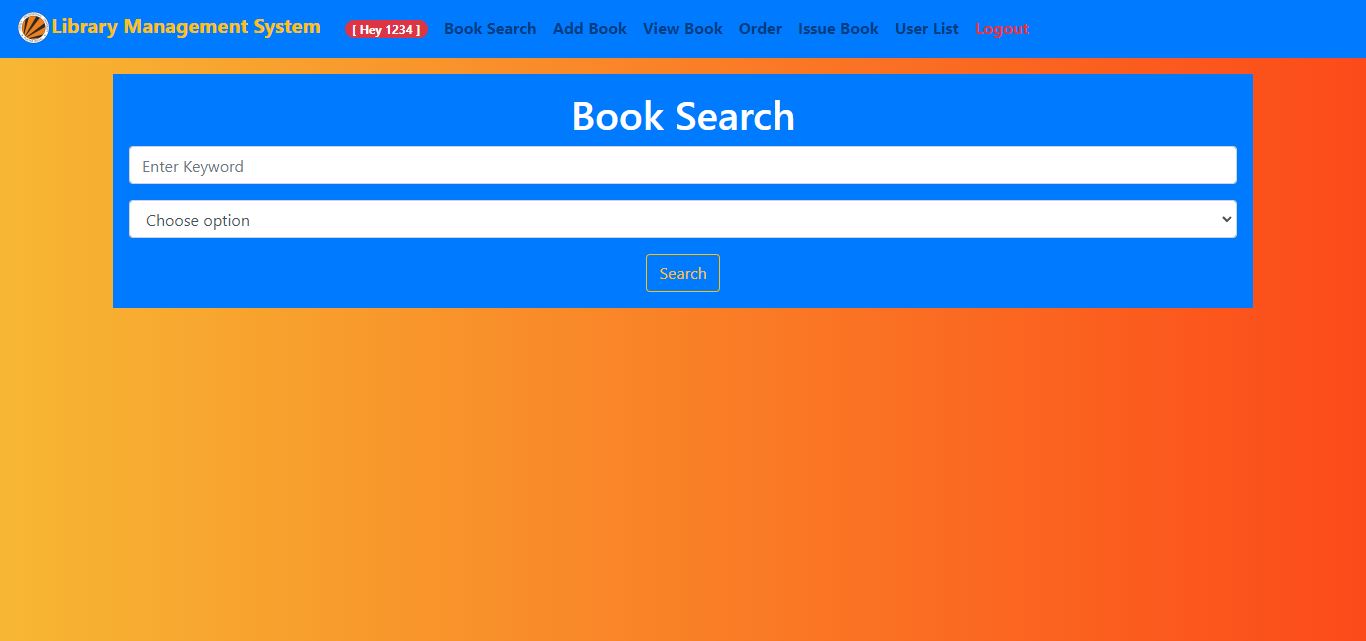 Library Management System [ Hey 1234 ] Book Search Add Book View Book Order Issue Book User List Logout
Book Search
Enter Keyword
Choose option
Search